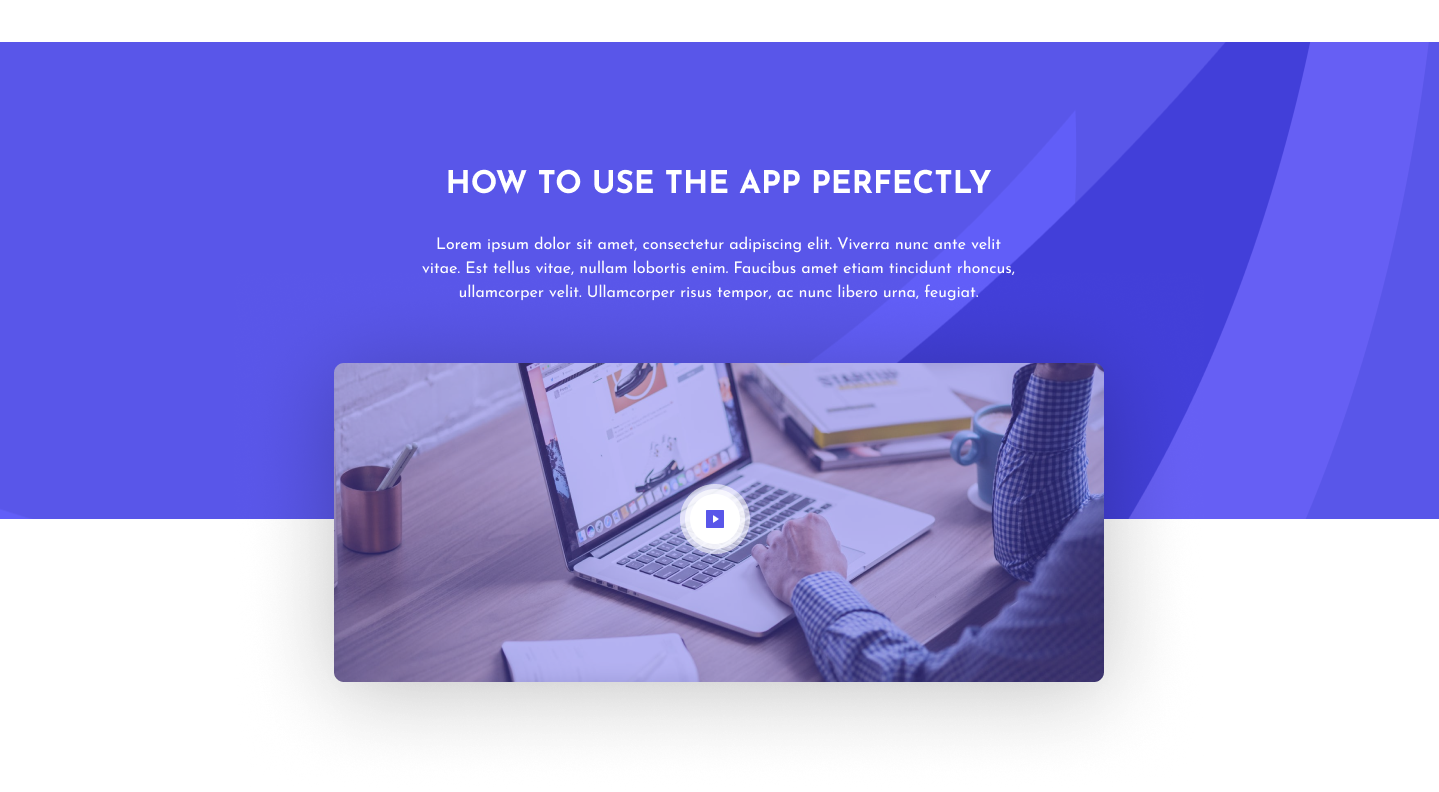 HOW TO USE THE APP PERFECTLY
Lorem ipsum dolor sit amet, consectetur adipiscing elit. Viverra nunc ante velit
vitae. Est tellus vitae, nullam lobortis enim. Faucibus amet etiam tincidunt rhoncus,
ullamcorper velit. Ullamcorper risus tempor, ac nunc libero urna, feugiat.
STARTUP